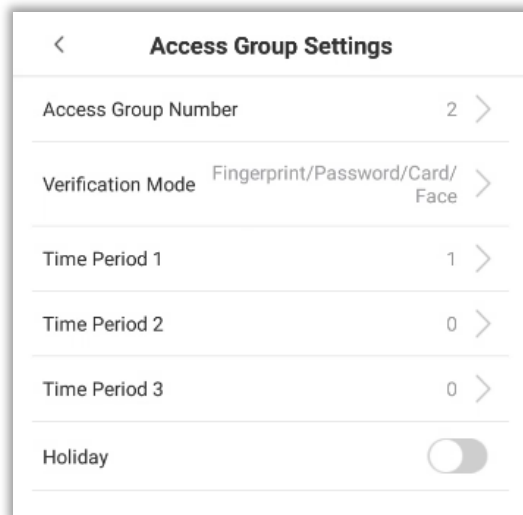 Access Group Settings
Access Group Number 2
Verification Mode Fingerprint/Password/Card/
Face
Time Period 1 1
Time Period 2 0
Time Period 3 0
Holiday